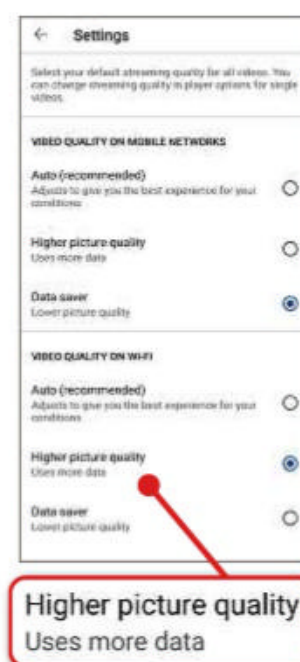 Settings
Select your default streaming quality for all videos. You
can change streaming quality in player options for single
videos.
VIDEO QUALITY ON MOBILE NETWORKS
Auto (recommended)
Adjusts to give you the best experience for your
conditions
Higher picture quality
Uses more data
Data saver
Lower picture quality
VIDEO QUALITY ON WI-FI
Auto (recommended)
Adjusts to give you the best experience for your
conditions
Higher picture quality
Uses more data
Data saver
Lower picture quality
Higher picture quality
Uses more data